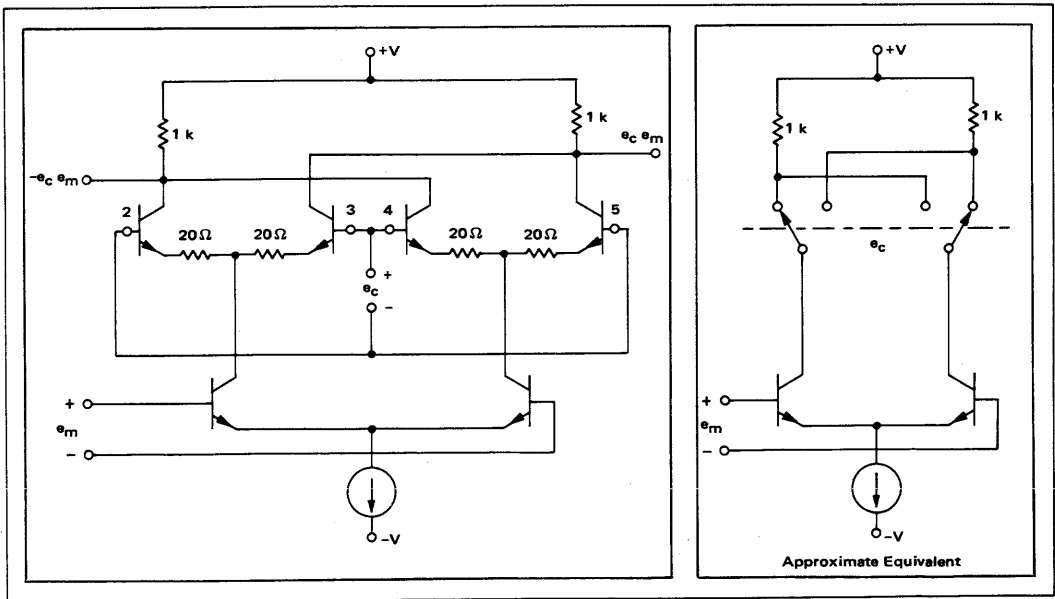 +V
1 k
1 k
-e_c e_m
e_c e_m
2
3
4
5
20Ω
20Ω
20Ω
20Ω
+
e_c
-
+
e_m
-
-V
+V
1 k
1 k
e_c
+
e_m
-
-V
Approximate Equivalent